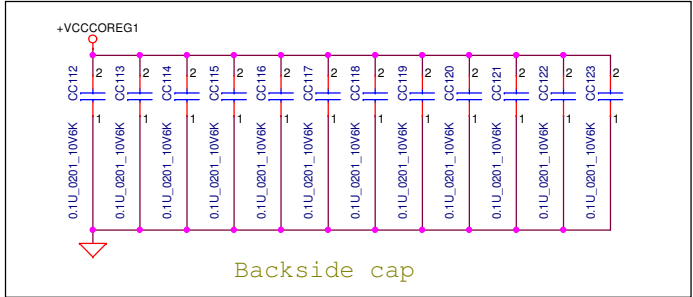 +VCCCOREG1
CC112
2
1
0.1U_0201_10V6K
CC113
2
1
0.1U_0201_10V6K
CC114
2
1
0.1U_0201_10V6K
CC115
2
1
0.1U_0201_10V6K
CC116
2
1
0.1U_0201_10V6K
CC117
2
1
0.1U_0201_10V6K
CC118
2
1
0.1U_0201_10V6K
CC119
2
1
0.1U_0201_10V6K
CC120
2
1
0.1U_0201_10V6K
CC121
2
1
0.1U_0201_10V6K
CC122
2
1
0.1U_0201_10V6K
CC123
2
1
0.1U_0201_10V6K
Backside cap